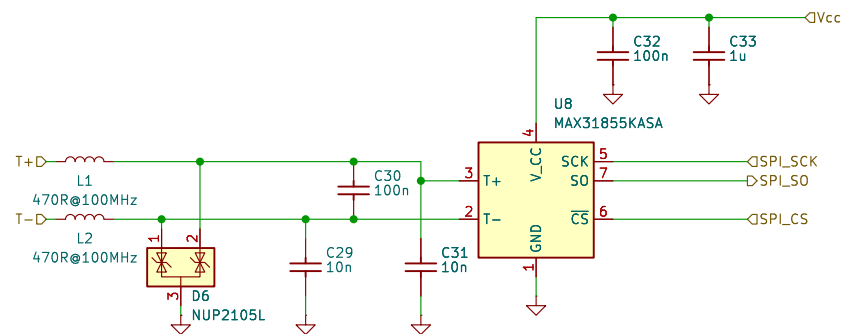 Vcc
C32
100n
C33
1u
U8
MAX31855KASA
4
V_CC
T+
L1
470R@100MHz
T-
L2
470R@100MHz
C30
100n
3
T+
2
T-
SCK
5
SPI_SCK
SO
7
SPI_SO
CS
6
SPI_CS
GND
1
1
2
3
D6
NUP2105L
C29
10n
C31
10n